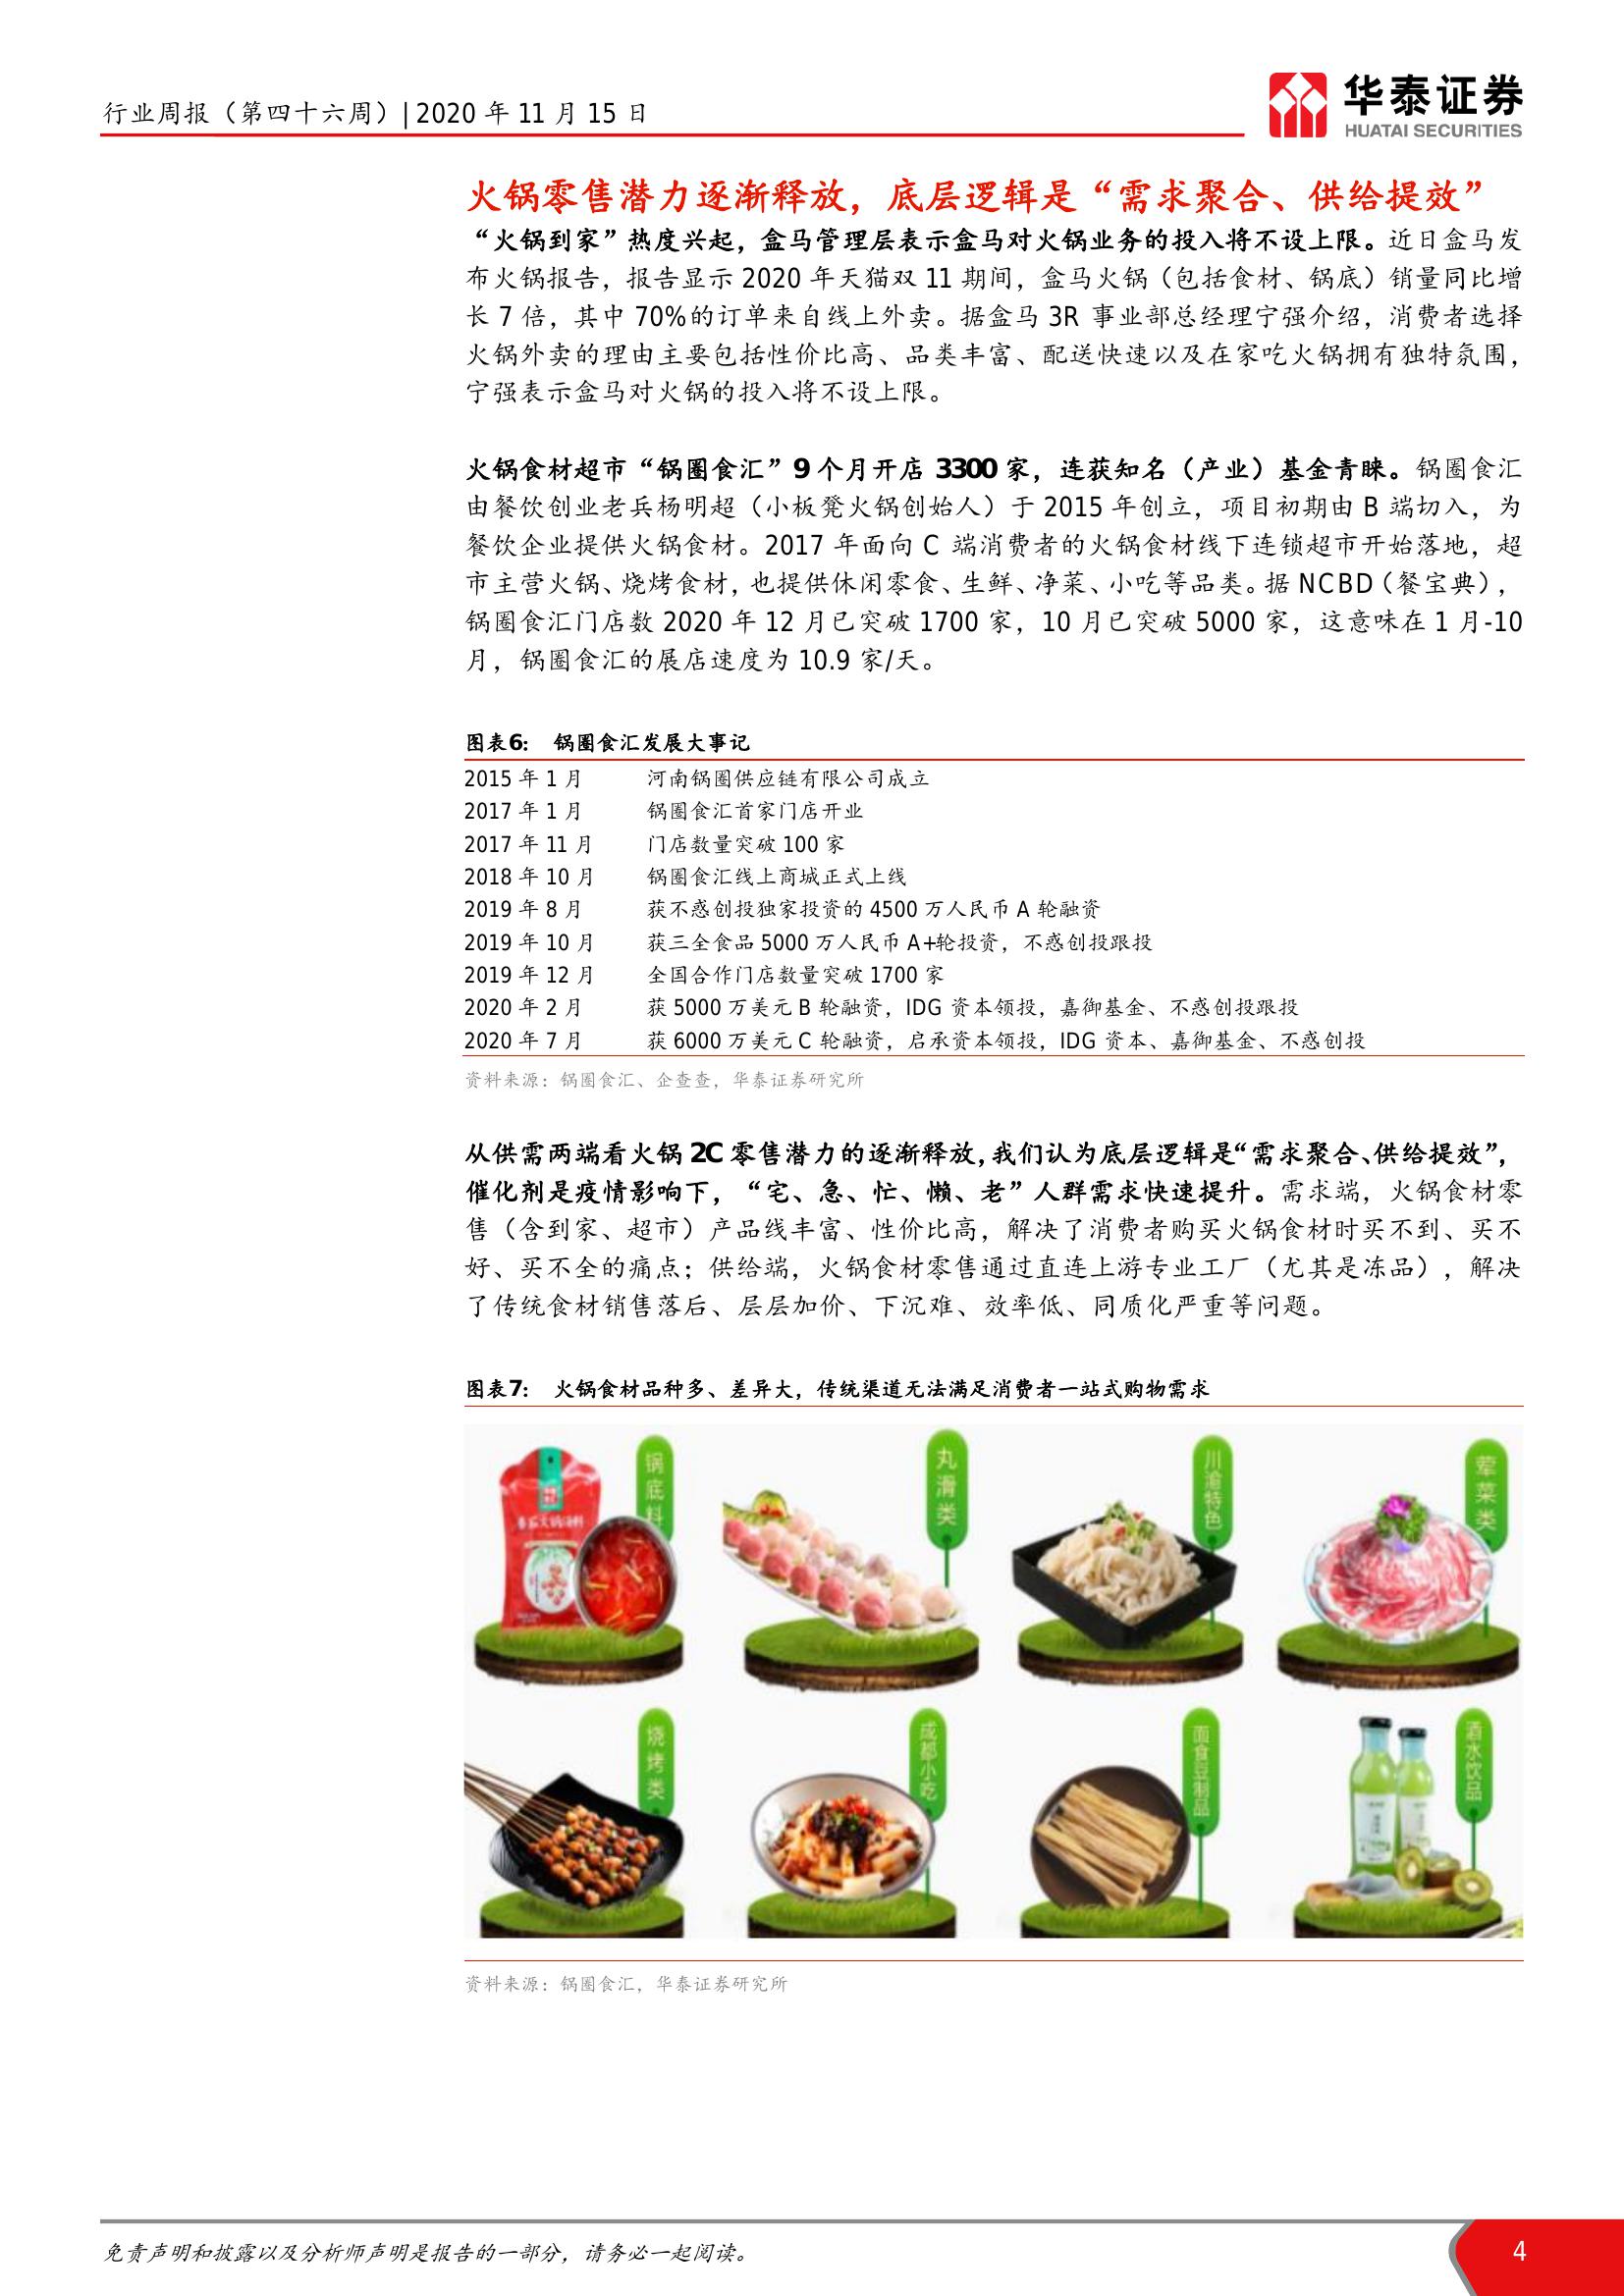 行业周报（第四十六周）| 2020 年 11 月 15 日
华泰证券
HUATAI SECURITIES
火锅零售潜力逐渐释放，底层逻辑是“需求聚合、供给提效”
“火锅到家”热度兴起，盒马管理层表示盒马对火锅业务的投入将不设上限。近日盒马发
布火锅报告，报告显示 2020 年天猫双 11 期间，盒马火锅（包括食材、锅底）销量同比增
长 7 倍，其中 70%的订单来自线上外卖。据盒马 3R 事业部总经理宁强介绍，消费者选择
火锅外卖的理由主要包括性价比高、品类丰富、配送快速以及在家吃火锅拥有独特氛围，
宁强表示盒马对火锅的投入将不设上限。
火锅食材超市“锅圈食汇”9 个月开店 3300 家，连获知名（产业）基金青睐。锅圈食汇
由餐饮创业老兵杨明超（小板凳火锅创始人）于 2015 年创立，项目初期由 B 端切入，为
餐饮企业提供火锅食材。2017 年面向 C 端消费者的火锅食材线下连锁超市开始落地，超
市主营火锅、烧烤食材，也提供休闲零食、生鲜、净菜、小吃等品类。据 NCBD（餐宝典），
锅圈食汇门店数 2020 年 12 月已突破 1700 家，10 月已突破 5000 家，这意味在 1 月-10
月，锅圈食汇的展店速度为 10.9 家/天。
图表6： 锅圈食汇发展大事记
2015 年 1 月 河南锅圈供应链有限公司成立
2017 年 1 月 锅圈食汇首家门店开业
2017 年 11 月 门店数量突破 100 家
2018 年 10 月 锅圈食汇线上商城正式上线
2019 年 8 月 获不惑创投独家投资的 4500 万人民币 A 轮融资
2019 年 10 月 获三全食品 5000 万人民币 A+轮投资，不惑创投跟投
2019 年 12 月 全国合作门店数量突破 1700 家
2020 年 2 月 获 5000 万美元 B 轮融资，IDG 资本领投，嘉御基金、不惑创投跟投
2020 年 7 月 获 6000 万美元 C 轮融资，启承资本领投，IDG 资本、嘉御基金、不惑创投
资料来源：锅圈食汇、企查查，华泰证券研究所
从供需两端看火锅 2C 零售潜力的逐渐释放，我们认为底层逻辑是“需求聚合、供给提效”，
催化剂是疫情影响下，“宅、急、忙、懒、老”人群需求快速提升。需求端，火锅食材零
售（含到家、超市）产品线丰富、性价比高，解决了消费者购买火锅食材时买不到、买不
好、买不全的痛点；供给端，火锅食材零售通过直连上游专业工厂（尤其是冻品），解决
了传统食材销售落后、层层加价、下沉难、效率低、同质化严重等问题。
图表7： 火锅食材品种多、差异大，传统渠道无法满足消费者一站式购物需求
锅底料
丸滑类
川渝特色
荤菜类
烧烤类
成都小吃
面食豆制品
酒水饮品
资料来源：锅圈食汇，华泰证券研究所
免责声明和披露以及分析师声明是报告的一部分，请务必一起阅读。
4